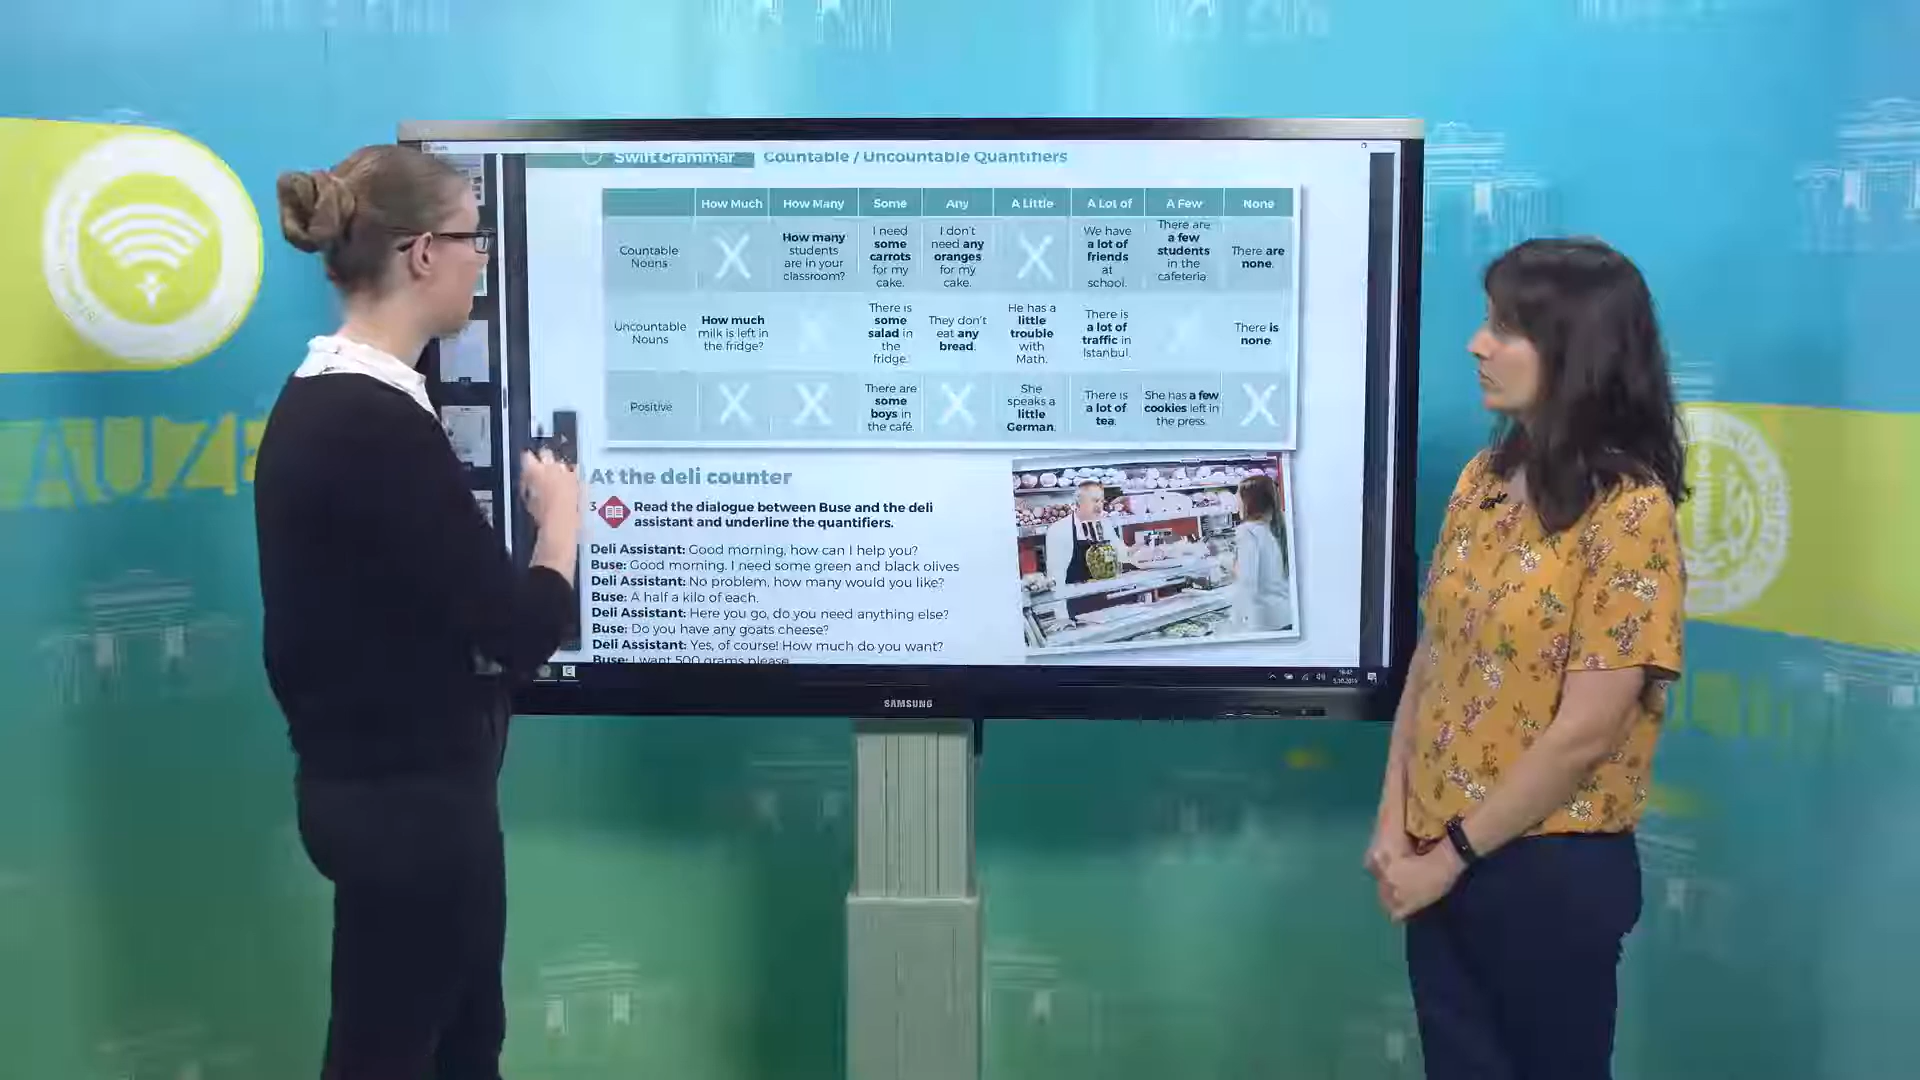 Swift Grammar Countable / Uncountable Quantifiers
How Much How Many Some Any A Little A Lot of A Few None
Countable Nouns
X
How many
students
are in your
classroom?
I need
some
carrots
for my
cake.
I don't
need any
oranges
for my
cake.
X
We have
a lot of
friends
at
school.
There are
a few
students
in the
cafeteria
There are
none.
Uncountable
Nouns
How much
milk is left in
the fridge?
X
There is
some
salad in
the
fridge.
They don't
eat any
bread.
He has a
little
trouble
with
Math.
There is
a lot of
traffic in
Istanbul.
X
There is
none.
Positive
X
X
There are
some
boys in
the café.
X
She
speaks a
little
German.
There is
a lot of
tea.
She has a few
cookies left in
the press.
X
At the deli counter
3 Read the dialogue between Buse and the deli
assistant and underline the quantifiers.
Deli Assistant: Good morning, how can I help you?
Buse: Good morning. I need some green and black olives
Deli Assistant: No problem, how many would you like?
Buse: A half a kilo of each.
Deli Assistant: Here you go, do you need anything else?
Buse: Do you have any goats cheese?
Deli Assistant: Yes, of course! How much do you want?
Buse: I want 500 grams please
SAMSUNG
AUZE